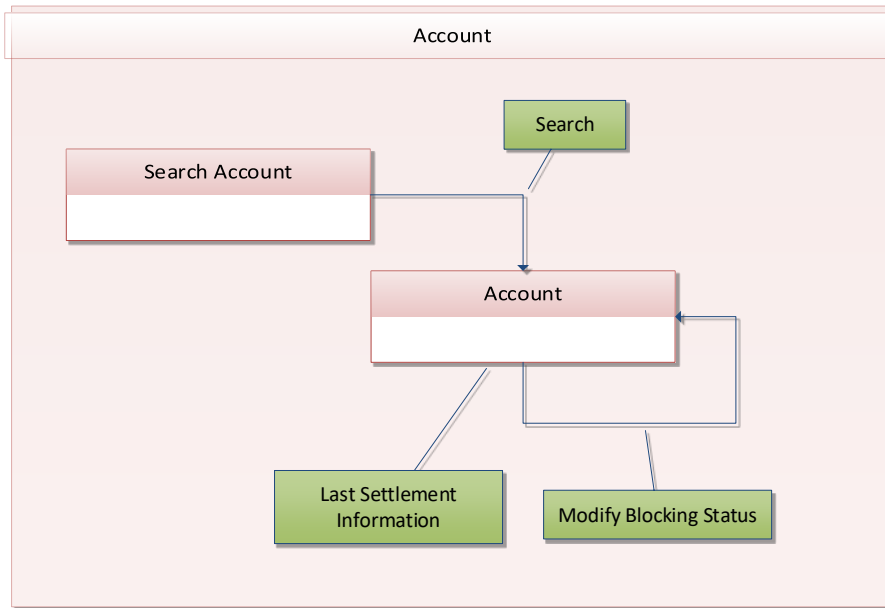 Account
Search
Search Account
Account
Last Settlement
Information
Modify Blocking Status